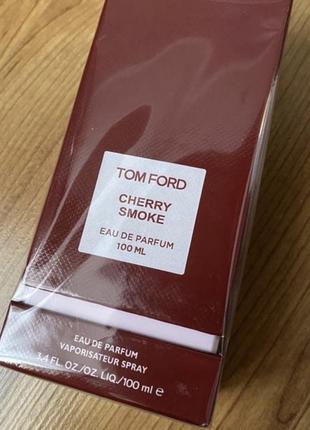 TOM FORD
CHERRY
SMOKE
EAU DE PARFUM
100 ML
EAU DE PARFUM
VAPORISATEUR SPRAY
3.4 FL. OZ./OZ. LIQ./100 ml e